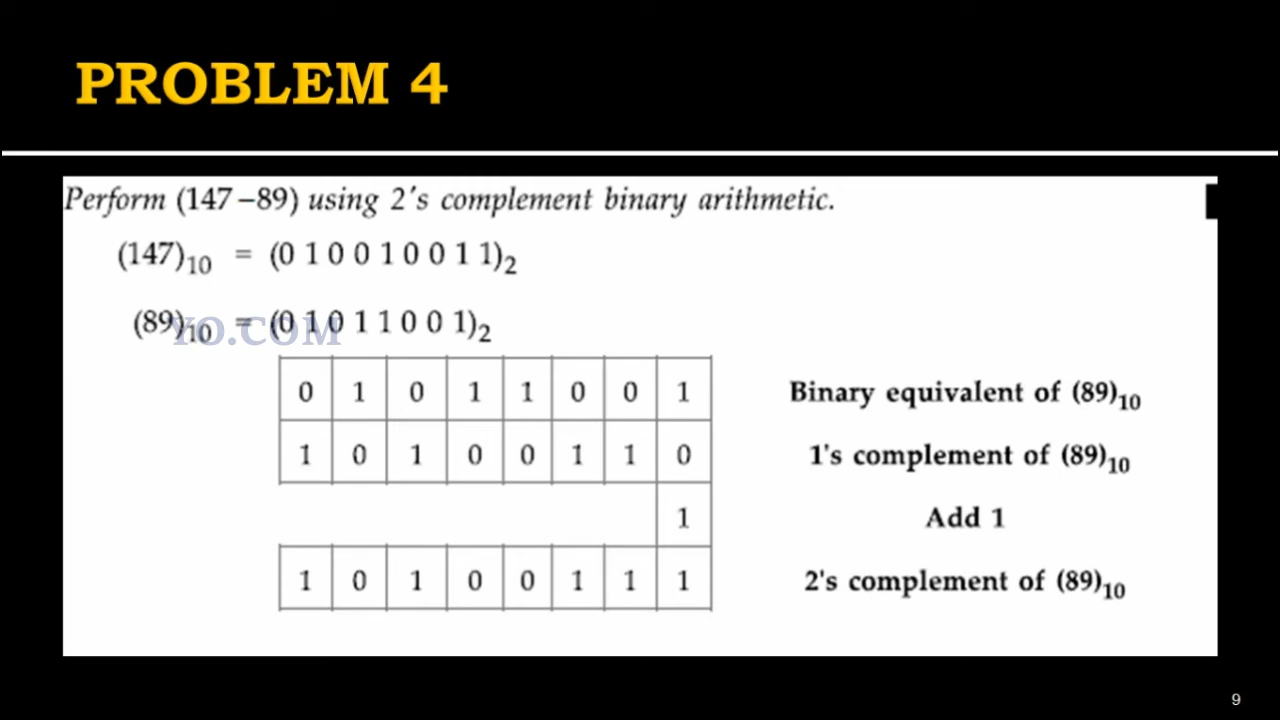 PROBLEM 4
Perform (147 –89) using 2's complement binary arithmetic.
(147)10 = (0 1 0 0 1 0 0 1 1)2
(89)10 = (0 1 0 1 1 0 0 1)2
YO.COM
0 1 0 1 1 0 0 1 Binary equivalent of (89)10
1 0 1 0 0 1 1 0 1's complement of (89)10
1 Add 1
1 0 1 0 0 1 1 1 2's complement of (89)10
9